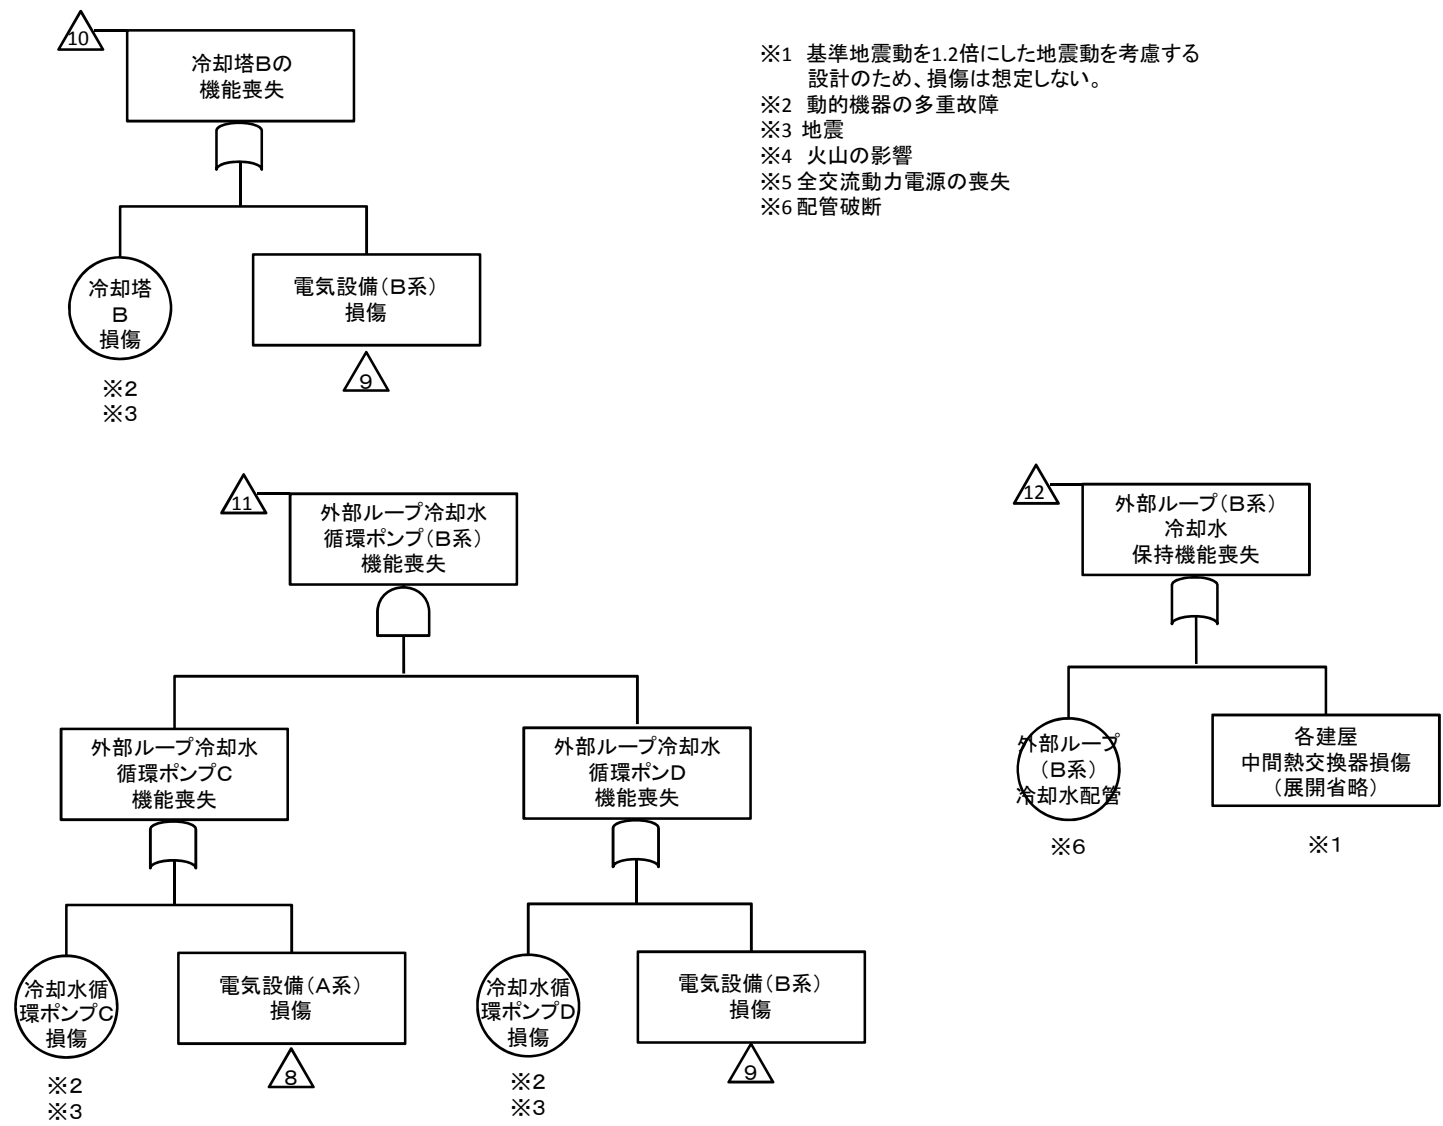 10
冷却塔Bの
機能喪失
冷却塔
B
損傷
※2
※3
電気設備(B系)
損傷
9
※1 基準地震動を1.2倍にした地震動を考慮する
設計のため、損傷は想定しない。
※2 動的機器の多重故障
※3 地震
※4 火山の影響
※5 全交流動力電源の喪失
※6 配管破断
11
外部ループ冷却水
循環ポンプ(B系)
機能喪失
外部ループ冷却水
循環ポンプC
機能喪失
冷却水循
環ポンプC
損傷
※2
※3
電気設備(A系)
損傷
8
外部ループ冷却水
循環ポンD
機能喪失
冷却水循
環ポンプD
損傷
※2
※3
電気設備(B系)
損傷
9
12
外部ループ(B系)
冷却水
保持機能喪失
外部ループ
(B系)
冷却水配管
※6
各建屋
中間熱交換器損傷
(展開省略)
※1